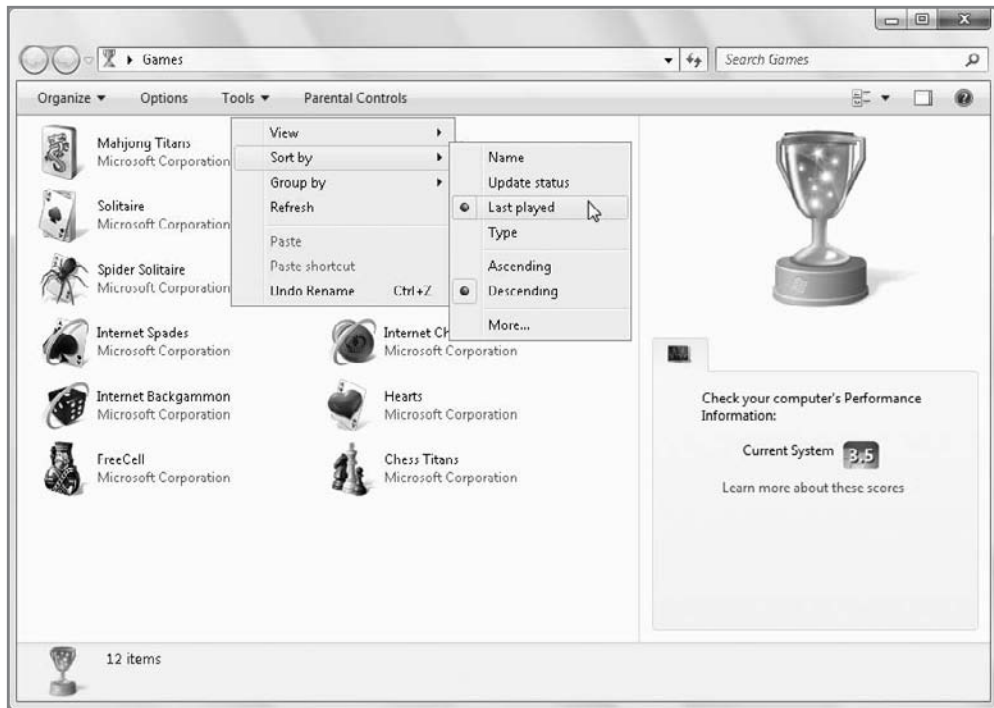 Games
Search Games
Organize Options Tools Parental Controls
Mahjong Titans
Microsoft Corporation
Solitaire
Microsoft Corporation
Spider Solitaire
Microsoft Corporation
Internet Spades
Microsoft Corporation
Internet Backgammon
Microsoft Corporation
FreeCell
Microsoft Corporation
Internet Ch
Microsoft Corporation
Hearts
Microsoft Corporation
Chess Titans
Microsoft Corporation
View
Sort by
Group by
Refresh
Paste
Paste shortcut
Undo Rename Ctrl+Z
Name
Update status
Last played
Type
Ascending
Descending
More...
Check your computer's Performance
Information:
Current System 3.5
Learn more about these scores
12 items